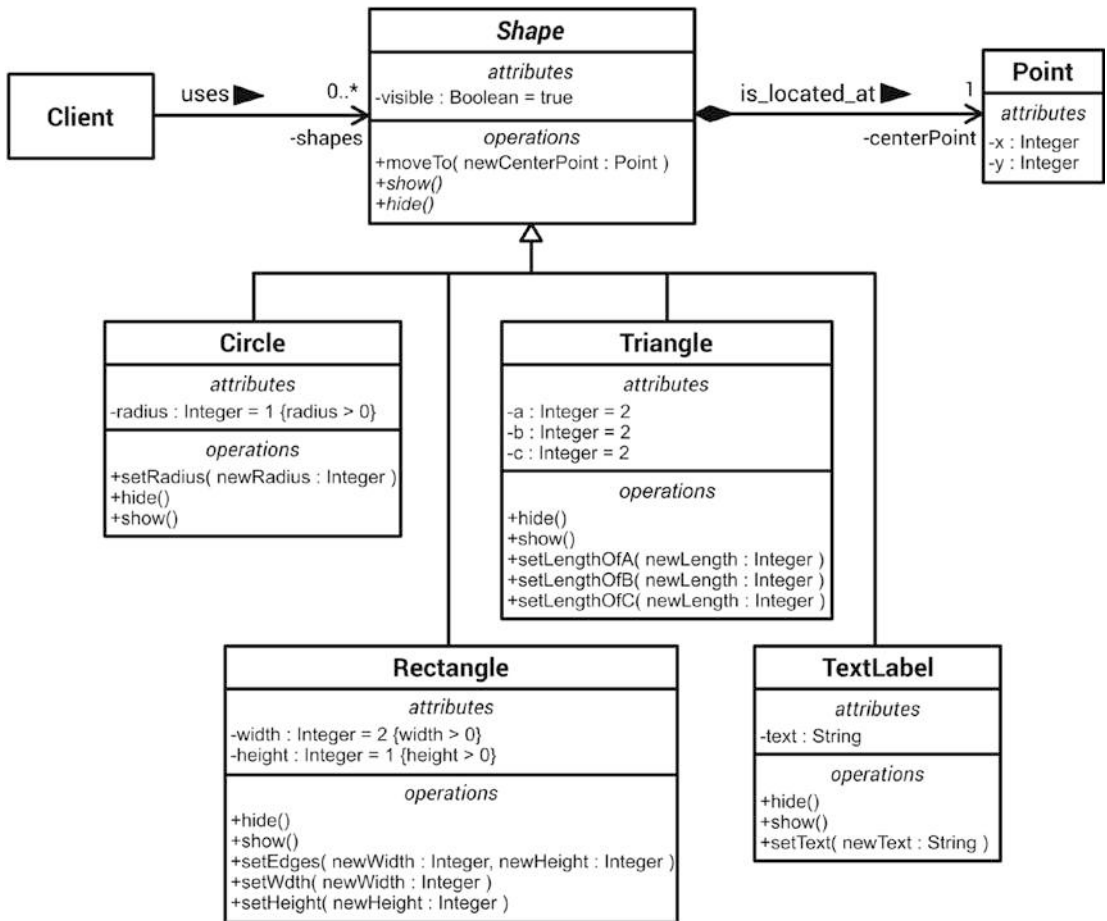 Shape
attributes
-visible : Boolean = true
operations
+moveTo( newCenterPoint : Point )
+show()
+hide()
Client
uses
0..*
-shapes
is_located_at
1
-centerPoint
Point
attributes
-x : Integer
-y : Integer
Circle
attributes
-radius : Integer = 1 {radius > 0}
operations
+setRadius( newRadius : Integer )
+hide()
+show()
Triangle
attributes
-a : Integer = 2
-b : Integer = 2
-c : Integer = 2
operations
+hide()
+show()
+setLengthOfA( newLength : Integer )
+setLengthOfB( newLength : Integer )
+setLengthOfC( newLength : Integer )
Rectangle
attributes
-width : Integer = 2 {width > 0}
-height : Integer = 1 {height > 0}
operations
+hide()
+show()
+setEdges( newWidth : Integer, newHeight : Integer )
+setWdth( newWidth : Integer )
+setHeight( newHeight : Integer )
TextLabel
attributes
-text : String
operations
+hide()
+show()
+setText( newText : String )